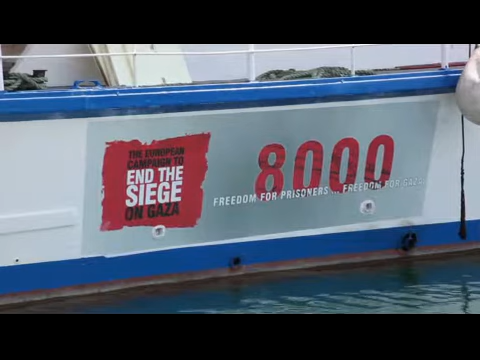 THE EUROPEAN
CAMPAIGN TO
END THE
SIEGE
ON GAZA
8000
FREEDOM FOR PRISONERS ... FREEDOM FOR GAZA